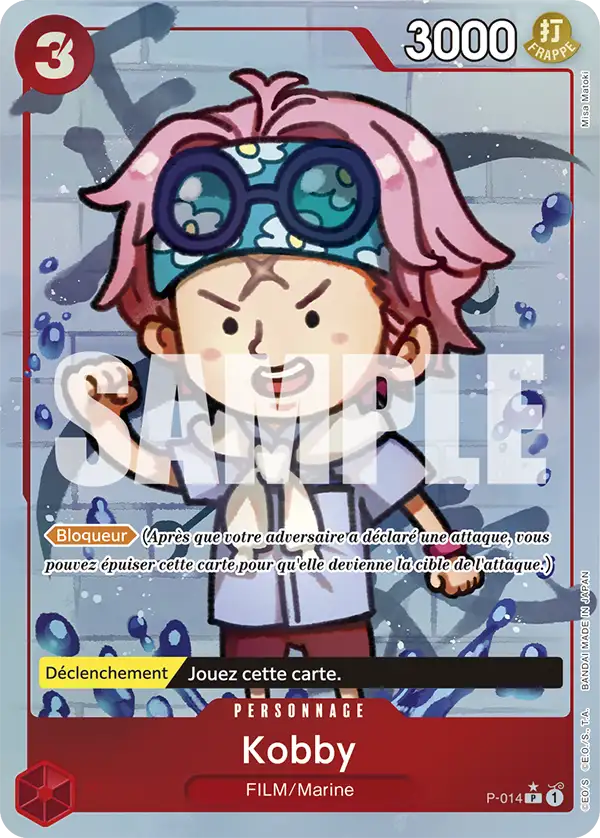 3
3000
打
FRAPPE
Misa Matoki
SAMPLE
Bloqueur (Après que votre adversaire a déclaré une attaque, vous
pouvez épuiser cette carte pour qu'elle devienne la cible de l'attaque.)
Déclenchement Jouez cette carte.
PERSONNAGE
Kobby
FILM/Marine
P-014 P 1
©EO/S ©E.O./S., T.A. BANDAI MADE IN JAPAN